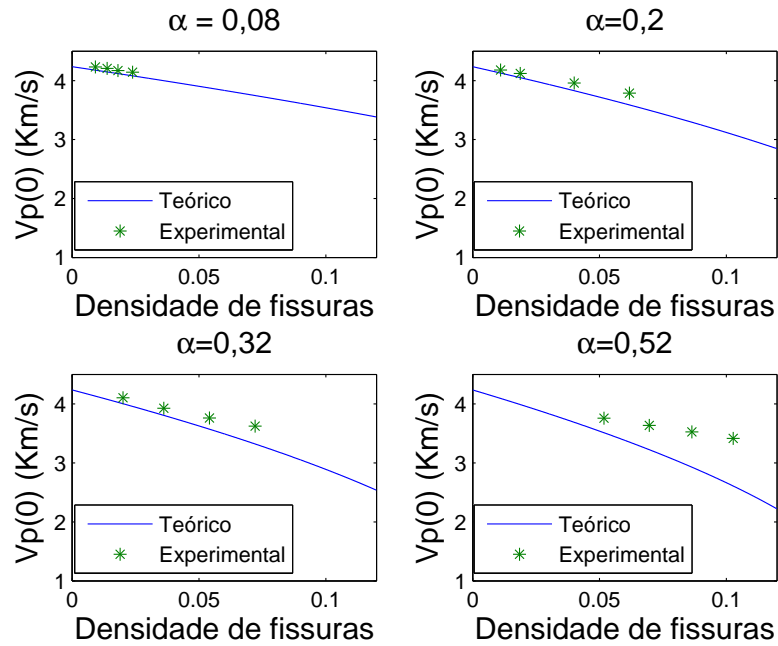 α = 0,08
Vp(0) (Km/s)
4
3
2
1
Teórico
Experimental
0
0.05
0.1
Densidade de fissuras
α=0,2
Vp(0) (Km/s)
4
3
2
1
Teórico
Experimental
0
0.05
0.1
Densidade de fissuras
α=0,32
Vp(0) (Km/s)
4
3
2
1
Teórico
Experimental
0
0.05
0.1
Densidade de fissuras
α=0,52
Vp(0) (Km/s)
4
3
2
1
Teórico
Experimental
0
0.05
0.1
Densidade de fissuras